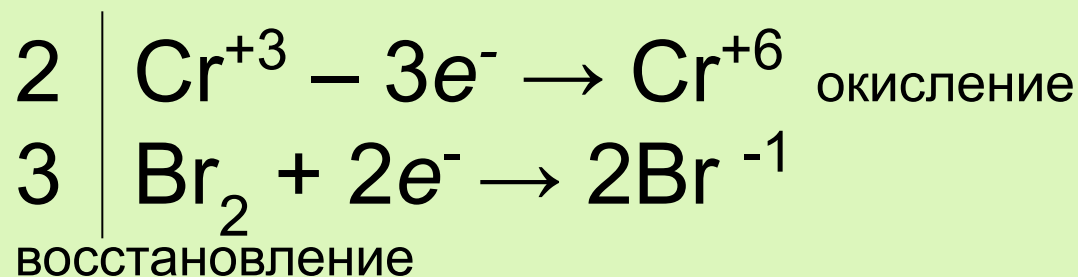 2 | Cr⁺³ – 3e⁻ → Cr⁺⁶ окисление
3 | Br₂ + 2e⁻ → 2Br ⁻¹
восстановление